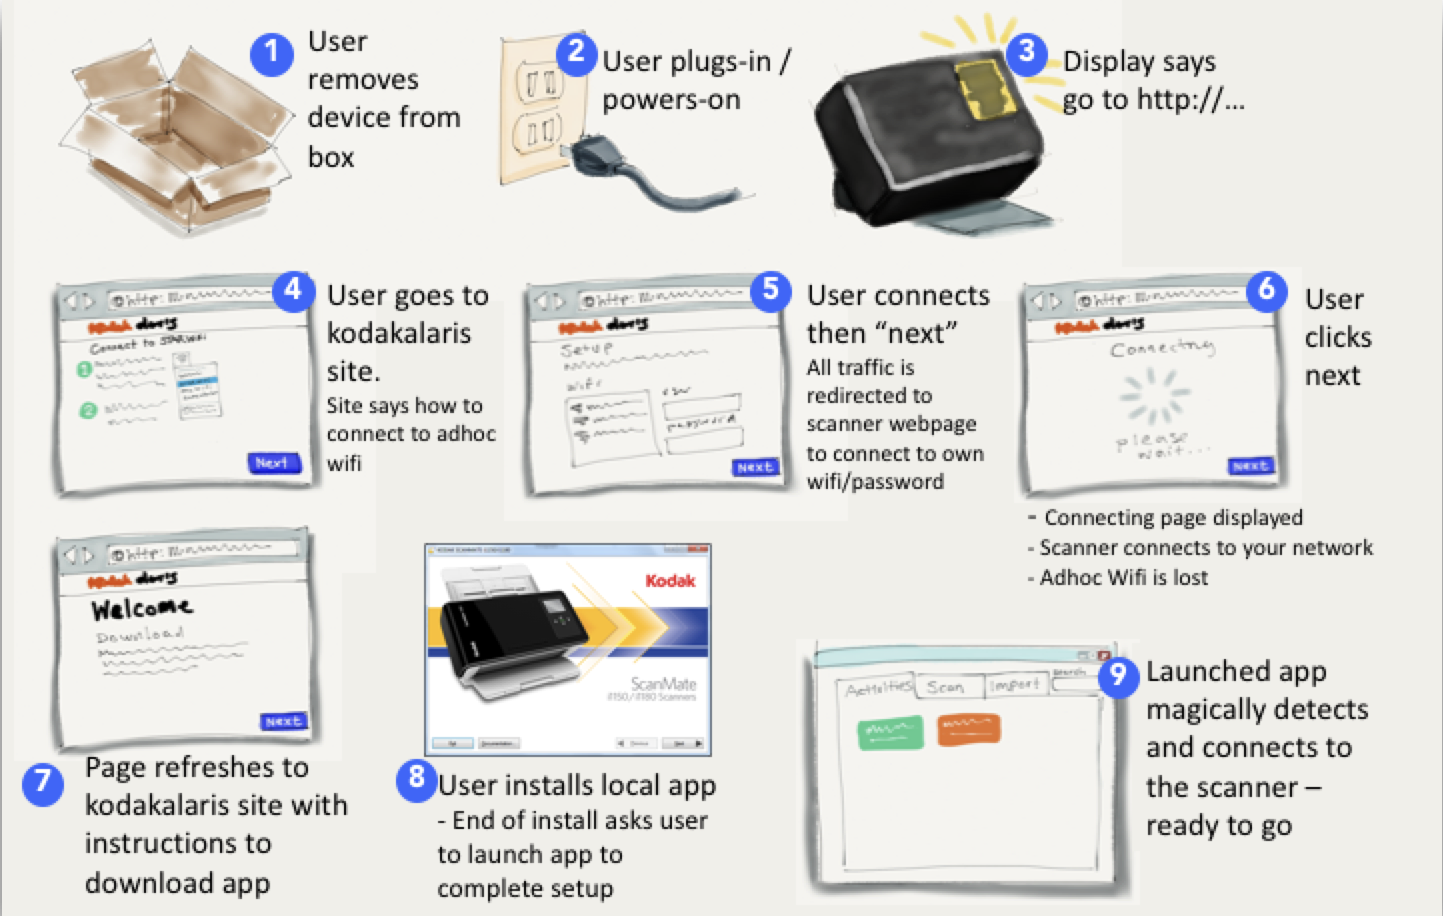 1
User
removes
device from
box
2
User plugs-in /
powers-on
3
Display says
go to http://...
4
http:
kodak
Connect to
1
2
Next
User goes to
kodakalaris
site.
Site says how to
connect to adhoc
wifi
5
http:
kodak
Setup
wifi
password
Next
User connects
then “next”
All traffic is
redirected to
scanner webpage
to connect to own
wifi/password
6
http:
kodak
Connecting
please
wait...
Next
User
clicks
next
- Connecting page displayed
- Scanner connects to your network
- Adhoc Wifi is lost
http:
kodak
Welcome
Download
Next
7
Page refreshes to
kodakalaris site with
instructions to
download app
Kodak
ScanMate
i1150/i1180 Scanners
8
User installs local app
- End of install asks user
to launch app to
complete setup
Activities
Scan
Import
Search
9
Launched app
magically detects
and connects to
the scanner –
ready to go